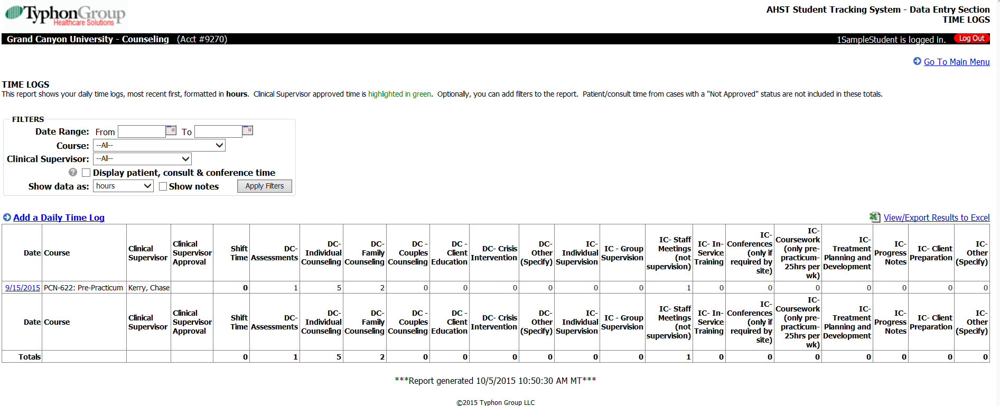 TyphonGroup
Healthcare Solutions
AHST Student Tracking System - Data Entry Section
TIME LOGS
Grand Canyon University - Counseling (Acct #9270)
1SampleStudent is logged in. Log Out
Go To Main Menu
TIME LOGS
This report shows your daily time logs, most recent first, formatted in hours. Clinical Supervisor approved time is highlighted in green. Optionally, you can add filters to the report. Patient/consult time from cases with a "Not Approved" status are not included in these totals.
FILTERS
Date Range: From To
Course: --All--
Clinical Supervisor: --All--
? Display patient, consult & conference time
Show data as: hours Show notes Apply Filters
Add a Daily Time Log
View/Export Results to Excel
Date
Course
Clinical
Supervisor
Clinical
Supervisor
Approval
Shift
Time
DC-
Assessments
DC-
Individual
Counseling
DC-
Family
Counseling
DC -
Couples
Counseling
DC -
Client
Education
DC- Crisis
Intervention
DC-
Other
(Specify)
IC-
Individual
Supervision
IC - Group
Supervision
IC- Staff
Meetings
(not
supervision)
IC- In-
Service
Training
IC-
Conferences
(only if
required by
site)
IC-
Coursework
(only pre-
practicum-
25hrs per
wk)
IC-
Treatment
Planning and
Development
IC-
Progress
Notes
IC- Client
Preparation
IC-
Other
(Specify)
9/15/2015 PCN-622: Pre-Practicum Kerry, Chase 0 1 5 2 0 0 0 0 0 0 1 0 0 0 0 0 0 0
Date
Course
Clinical
Supervisor
Clinical
Supervisor
Approval
Shift
Time
DC-
Assessments
DC-
Individual
Counseling
DC-
Family
Counseling
DC -
Couples
Counseling
DC -
Client
Education
DC- Crisis
Intervention
DC-
Other
(Specify)
IC-
Individual
Supervision
IC - Group
Supervision
IC- Staff
Meetings
(not
supervision)
IC- In-
Service
Training
IC-
Conferences
(only if
required by
site)
IC-
Coursework
(only pre-
practicum-
25hrs per
wk)
IC-
Treatment
Planning and
Development
IC-
Progress
Notes
IC- Client
Preparation
IC-
Other
(Specify)
Totals 0 1 5 2 0 0 0 0 0 0 1 0 0 0 0 0 0 0
***Report generated 10/5/2015 10:50:30 AM MT***
©2015 Typhon Group LLC